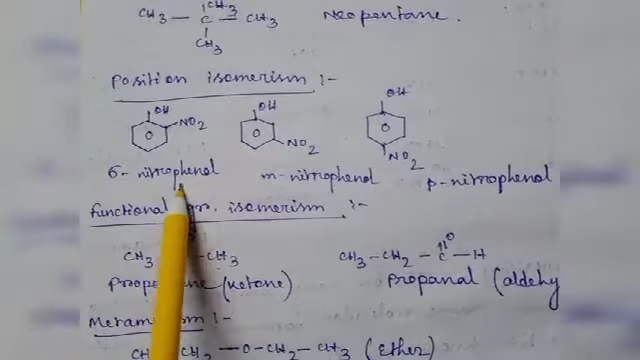 CH3
CH3 — C — CH3 Neopentane.
CH3
Position isomerism :-
OH OH OH
NO2 NO2 NO2
o- nitrophenol m-nitrophenol p-nitrophenol
functional isomerism :-
CH3 — CH3 CH3-CH2-C-H
O
(Ketone) Propanal (aldehy
:-
CH3 — O-CH2-CH3 (Ether)